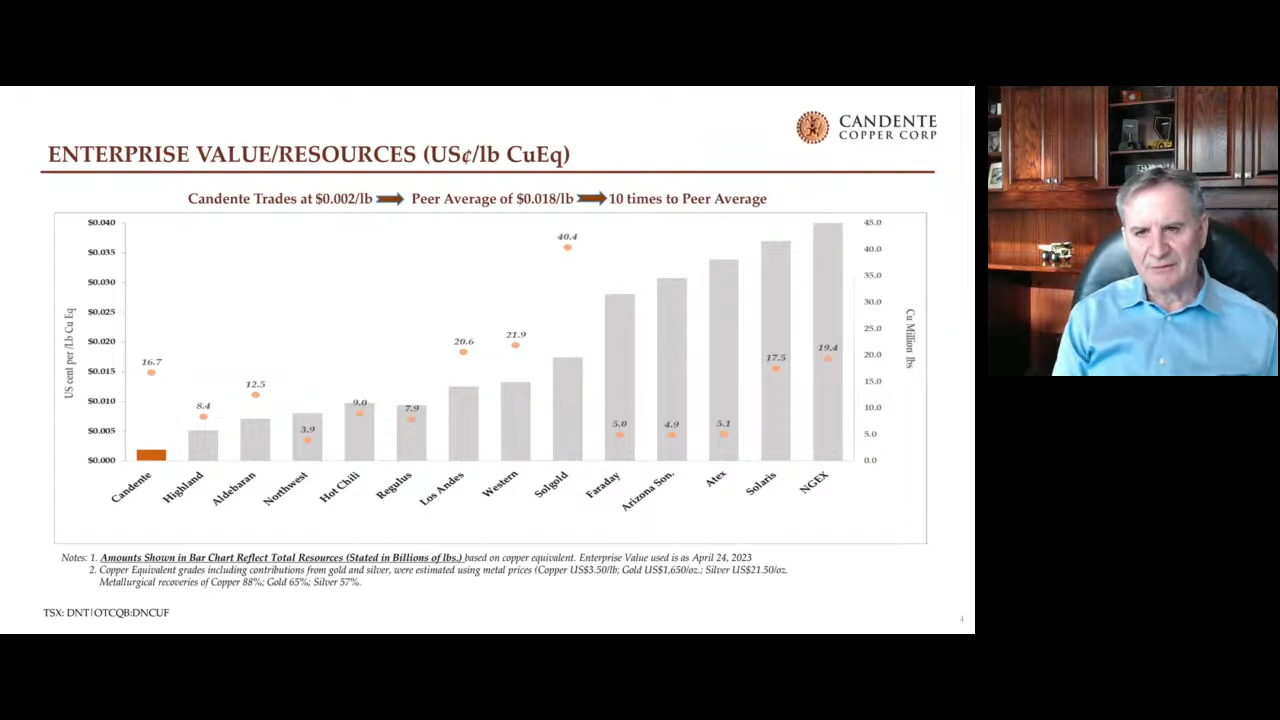 CANDENTE
COPPER CORP
ENTERPRISE VALUE/RESOURCES (US¢/lb CuEq)
Candente Trades at $0.002/lb Peer Average of $0.018/lb 10 times to Peer Average
$0.040
$0.035
$0.030
$0.025
$0.020
$0.015
$0.010
$0.005
$0.000
US cent per /Lb Cu Eq
16.7
8.4
12.5
3.9
9.0
7.9
20.6
21.9
40.4
5.0
4.9
5.1
17.5
19.4
45.0
40.0
35.0
30.0
25.0
20.0
15.0
10.0
5.0
0.0
Cu Million lbs
Candente
Highland
Aldebaran
Northwest
Hot Chili
Regulus
Los Andes
Western
Solgold
Faraday
Arizona Son.
Atex
Solaris
NGEX
Notes: 1. Amounts Shown in Bar Chart Reflect Total Resources (Stated in Billions of lbs.) based on copper equivalent. Enterprise Value used is as April 24, 2023
2. Copper Equivalent grades including contributions from gold and silver, were estimated using metal prices (Copper US$3.50/lb; Gold US$1,650/oz.; Silver US$21.50/oz.
Metallurgical recoveries of Copper 88%; Gold 65%; Silver 57%.
TSX: DNT|OTCQB:DNCUF
4